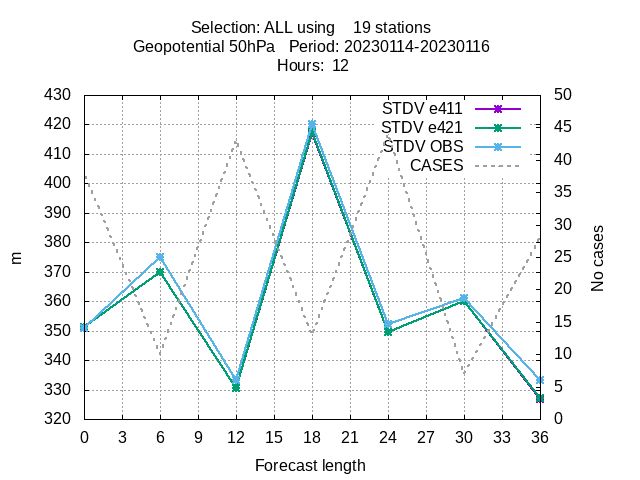 Selection: ALL using    19 stations
Geopotential 50hPa   Period: 20230114-20230116
Hours:  12
430
420
410
400
390
380
370
360
350
340
330
320
50
45
40
35
30
25
20
15
10
5
0
STDV e411
STDV e421
STDV OBS
CASES
m
No cases
0 3 6 9 12 15 18 21 24 27 30 33 36
Forecast length